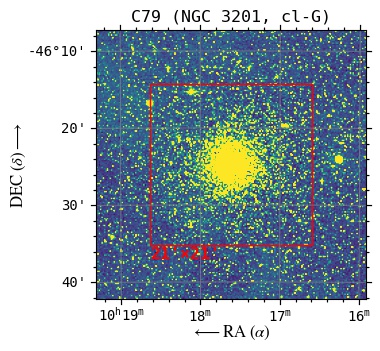 C79 (NGC 3201, cl-G)
-46°10'
20'
30'
40'
DEC (δ) ⟶
21'×21'
10ʰ19ᵐ 18ᵐ 17ᵐ 16ᵐ
⟵ RA (α)